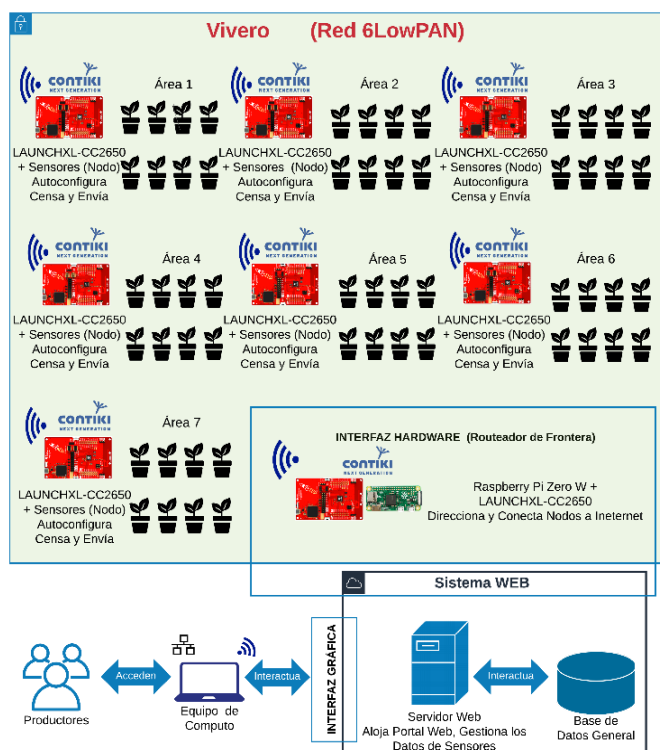 Vivero (Red 6LowPAN)
CONTIKI
NEXT GENERATION
Área 1
LAUNCHXL-CC2650
+ Sensores (Nodo)
Autoconfigura
Censa y Envía
CONTIKI
NEXT GENERATION
Área 2
LAUNCHXL-CC2650
+ Sensores (Nodo)
Autoconfigura
Censa y Envía
CONTIKI
NEXT GENERATION
Área 3
LAUNCHXL-CC2650
+ Sensores (Nodo)
Autoconfigura
Censa y Envía
CONTIKI
NEXT GENERATION
Área 4
LAUNCHXL-CC2650
+ Sensores (Nodo)
Autoconfigura
Censa y Envía
CONTIKI
NEXT GENERATION
Área 5
LAUNCHXL-CC2650
+ Sensores (Nodo)
Autoconfigura
Censa y Envía
CONTIKI
NEXT GENERATION
Área 6
LAUNCHXL-CC2650
+ Sensores (Nodo)
Autoconfigura
Censa y Envía
CONTIKI
NEXT GENERATION
Área 7
LAUNCHXL-CC2650
+ Sensores (Nodo)
Autoconfigura
Censa y Envía
INTERFAZ HARDWARE (Routeador de Frontera)
CONTIKI
NEXT GENERATION
Raspberry Pi Zero W +
LAUNCHXL-CC2650
Direcciona y Conecta Nodos a Ineternet
Sistema WEB
Productores
Acceden
Equipo de
Computo
Interactua
INTERFAZ GRÁFICA
Servidor Web
Aloja Portal Web, Gestiona los
Datos de Sensores
Interactua
Base de
Datos General